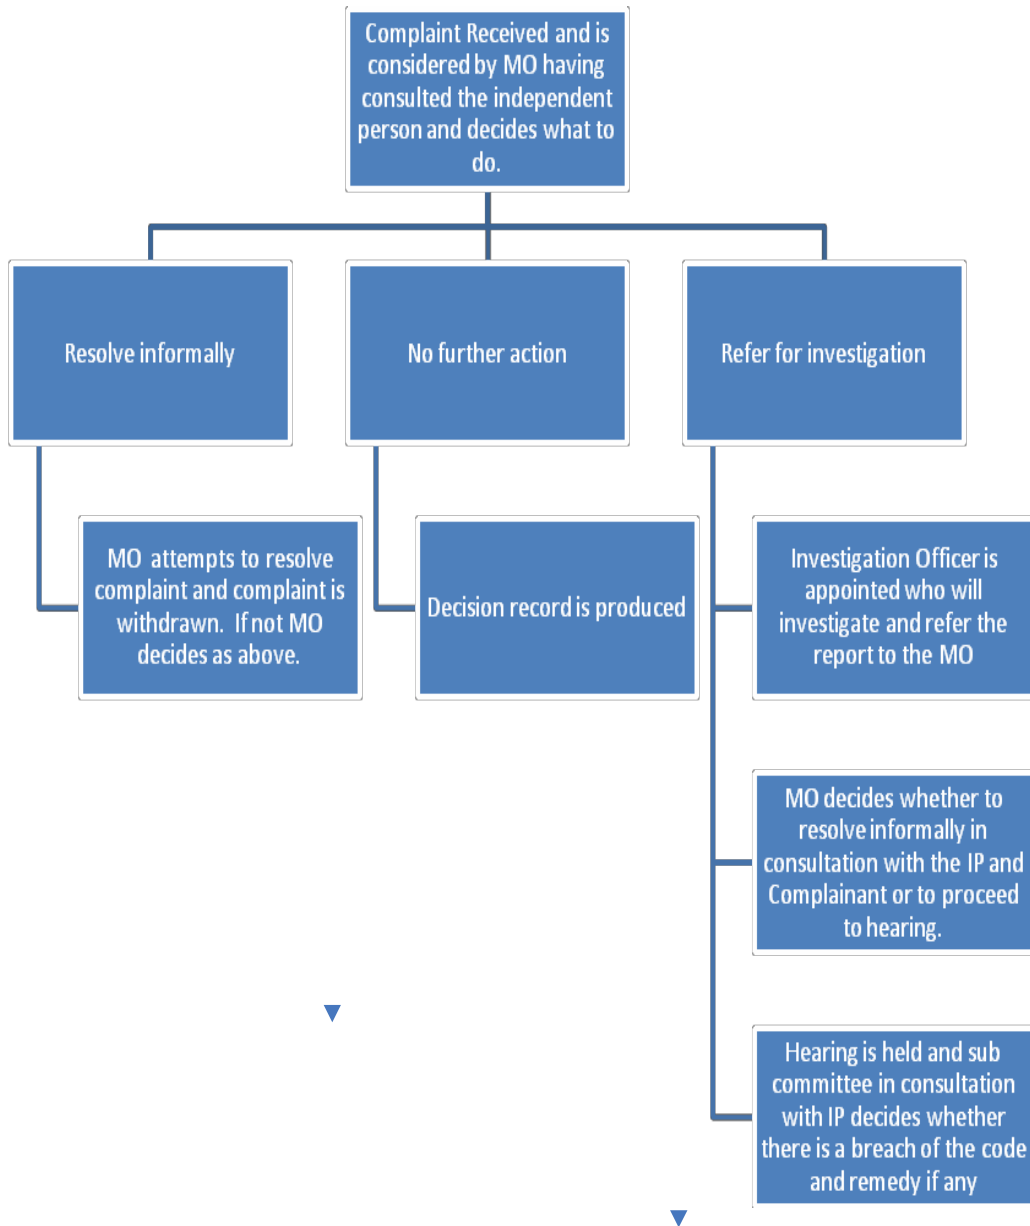 Complaint Received and is
considered by MO having
consulted the independent
person and decides what to
do.
Resolve informally
No further action
Refer for investigation
MO attempts to resolve
complaint and complaint is
withdrawn. If not MO
decides as above.
Decision record is produced
Investigation Officer is
appointed who will
investigate and refer the
report to the MO
MO decides whether to
resolve informally in
consultation with the IP and
Complainant or to proceed
to hearing.
Hearing is held and sub
committee in consultation
with IP decides whether
there is a breach of the code
and remedy if any